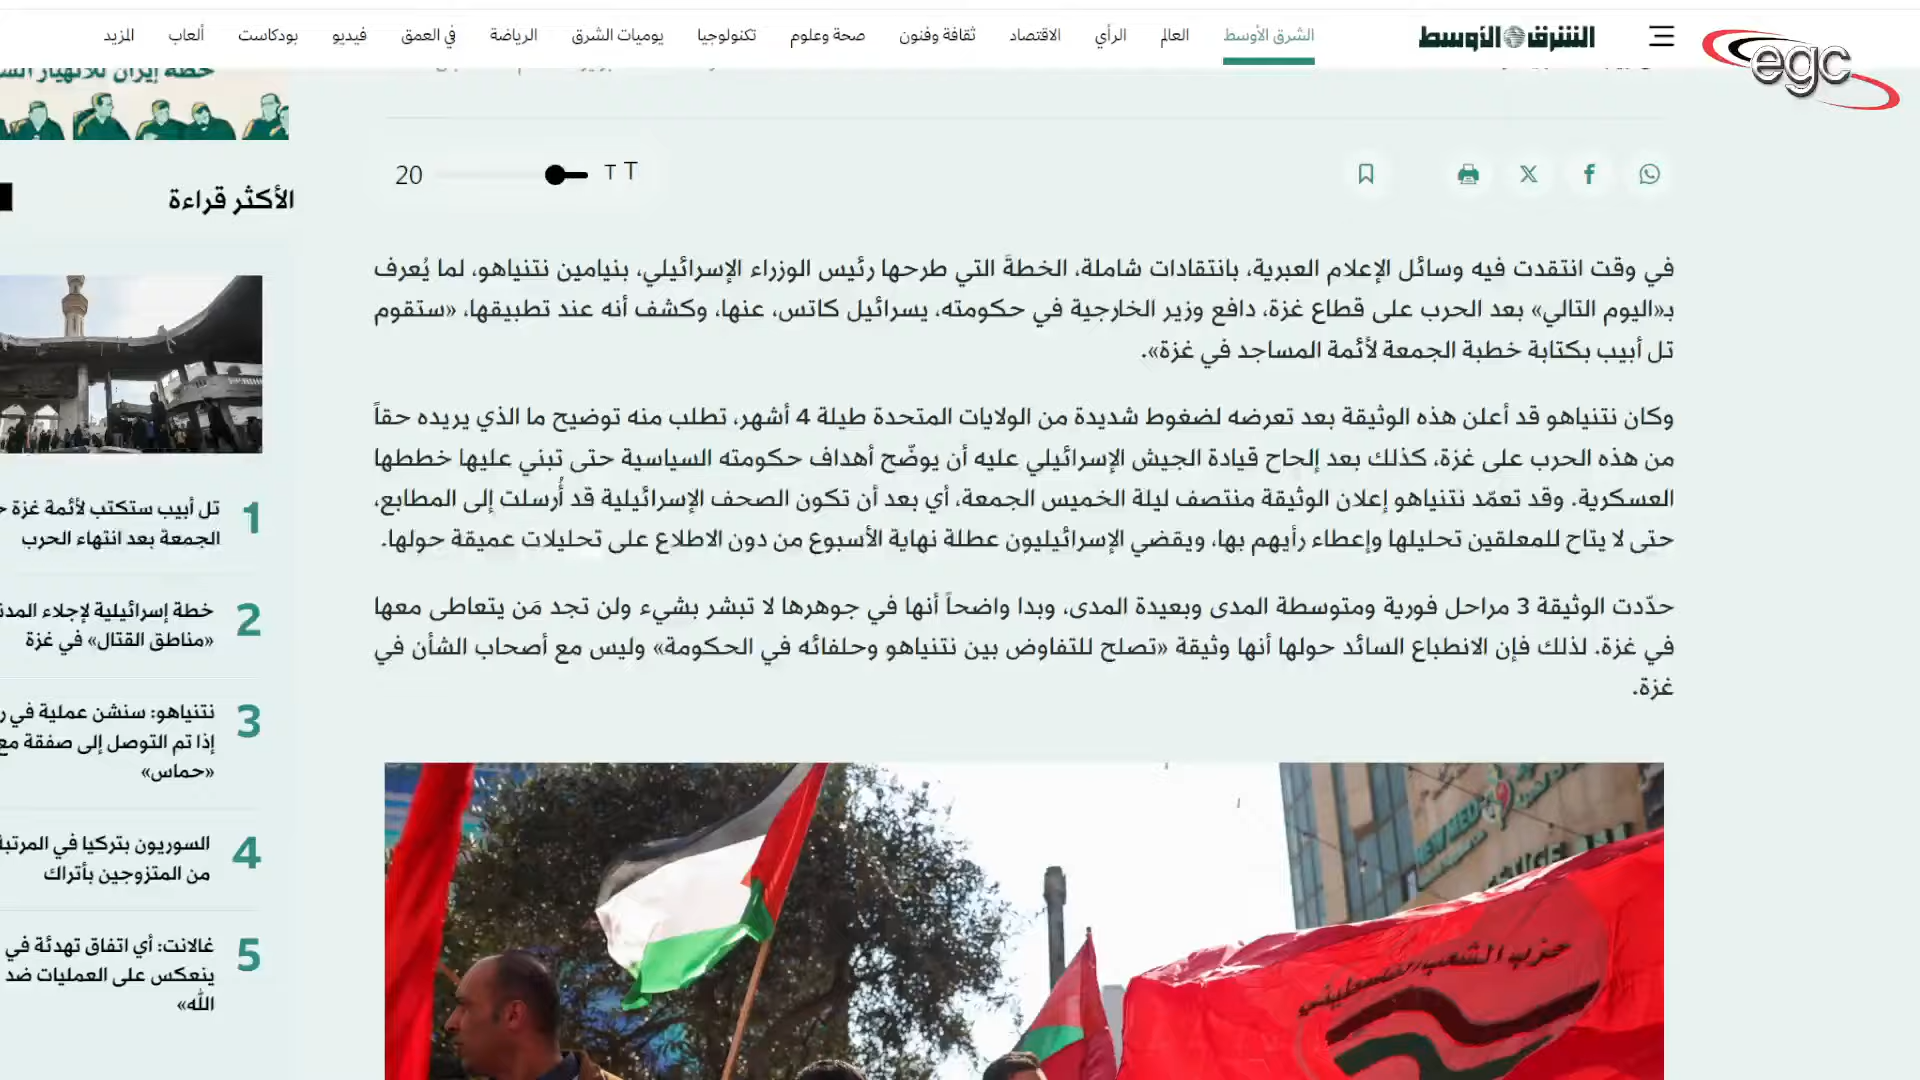 الشرق الأوسط
الشرق الأوسط
العالم
الرأي
الاقتصاد
ثقافة وفنون
صحة وعلوم
تكنولوجيا
يوميات الشرق
الرياضة
في العمق
فيديو
بودكاست
ألعاب
المزيد
egc
20
T T
في وقت انتقدت فيه وسائل الإعلام العبرية، بانتقادات شاملة، الخطةَ التي طرحها رئيس الوزراء الإسرائيلي، بنيامين نتنياهو، لما يُعرف
بـ«اليوم التالي» بعد الحرب على قطاع غزة، دافع وزير الخارجية في حكومته، يسرائيل كاتس، عنها، وكشف أنه عند تطبيقها، «ستقوم
تل أبيب بكتابة خطبة الجمعة لأئمة المساجد في غزة».
وكان نتنياهو قد أعلن هذه الوثيقة بعد تعرضه لضغوط شديدة من الولايات المتحدة طيلة 4 أشهر، تطلب منه توضيح ما الذي يريده حقاً
من هذه الحرب على غزة، كذلك بعد إلحاح قيادة الجيش الإسرائيلي عليه أن يوضّح أهداف حكومته السياسية حتى تبني عليها خططها
العسكرية. وقد تعمّد نتنياهو إعلان الوثيقة منتصف ليلة الخميس الجمعة، أي بعد أن تكون الصحف الإسرائيلية قد أُرسلت إلى المطابع،
حتى لا يتاح للمعلقين تحليلها وإعطاء رأيهم بها، ويقضي الإسرائيليون عطلة نهاية الأسبوع من دون الاطلاع على تحليلات عميقة حولها.
حدّدت الوثيقة 3 مراحل فورية ومتوسطة المدى وبعيدة المدى، وبدا واضحاً أنها في جوهرها لا تبشر بشيء ولن تجد مَن يتعاطى معها
في غزة. لذلك فإن الانطباع السائد حولها أنها وثيقة «تصلح للتفاوض بين نتنياهو وحلفائه في الحكومة» وليس مع أصحاب الشأن في
غزة.
حزب الشعب الفلسطيني
خطة إيران للانهيار
الأكثر قراءة
1
تل أبيب ستكتب لأئمة غزة
الجمعة بعد انتهاء الحرب
2
خطة إسرائيلية لإجلاء
«مناطق القتال» في غزة
3
نتنياهو: سنشن عملية في
إذا تم التوصل إلى صفقة
«حماس»
4
السوريون بتركيا في
من المتزوجين بأتراك
5
غالانت: أي اتفاق تهدئة في
ينعكس على العمليات ضد
الله»